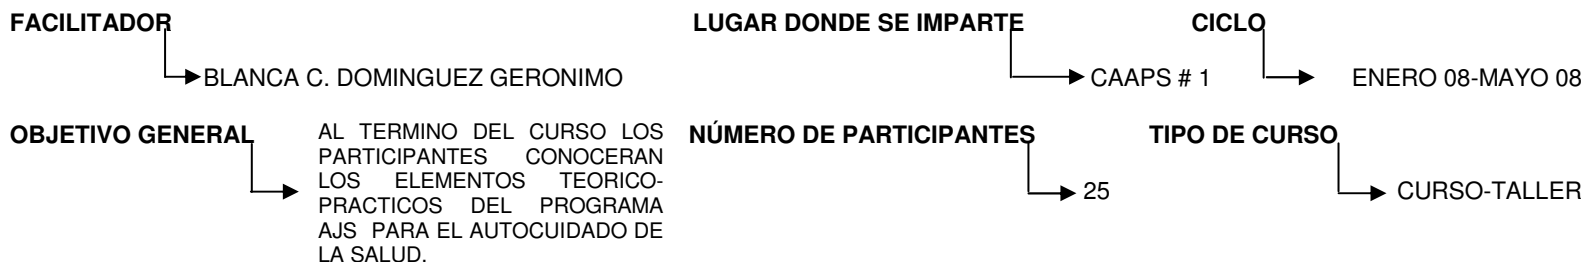 FACILITADOR
LUGAR DONDE SE IMPARTE
CICLO
BLANCA C. DOMINGUEZ GERONIMO
CAAPS # 1
ENERO 08-MAYO 08
OBJETIVO GENERAL
AL TERMINO DEL CURSO LOS
PARTICIPANTES CONOCERAN
LOS ELEMENTOS TEORICO-
PRACTICOS DEL PROGRAMA
AJS PARA EL AUTOCUIDADO DE
LA SALUD.
NÚMERO DE PARTICIPANTES
25
TIPO DE CURSO
CURSO-TALLER